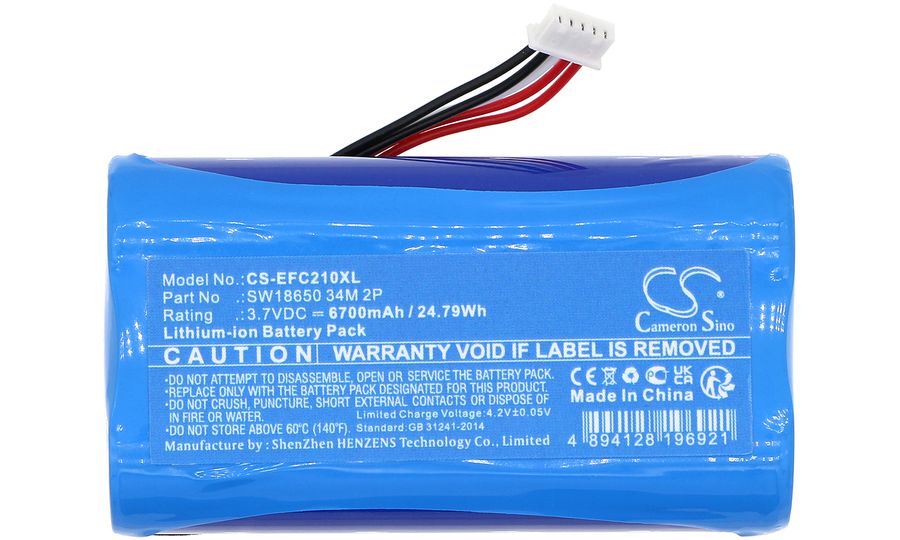 Model No.:CS-EFC210XL
Part No :SW18650 34M 2P
Rating :3.7VDC ⎓ 6700mAh / 24.79Wh
Lithium-ion Battery Pack
CS
Cameron Sino
CAUTION WARRANTY VOID IF LABEL IS REMOVED
•DO NOT ATTEMPT TO DISASSEMBLE, OPEN OR SERVICE BATTERY PACK.
•REPLACE ONLY WITH THE BATTERY PACK DESIGNATED FOR YOUR PRODUCT.
•DO NOT CRUSH, PUNCTURE, SHORT EXTERNAL CONTACTS OR DISPOSE OF
IN FIRE OR WATER. Limited Charge Voltage:4.2V±0.05V
•DO NOT STORE ABOVE 60°C (140°F). Standard:GB 31241-2014
Manufacture by : ShenZhen HENZENS Technology Co., Limited
CE PG UK CA
Made In China
4 894128 196921